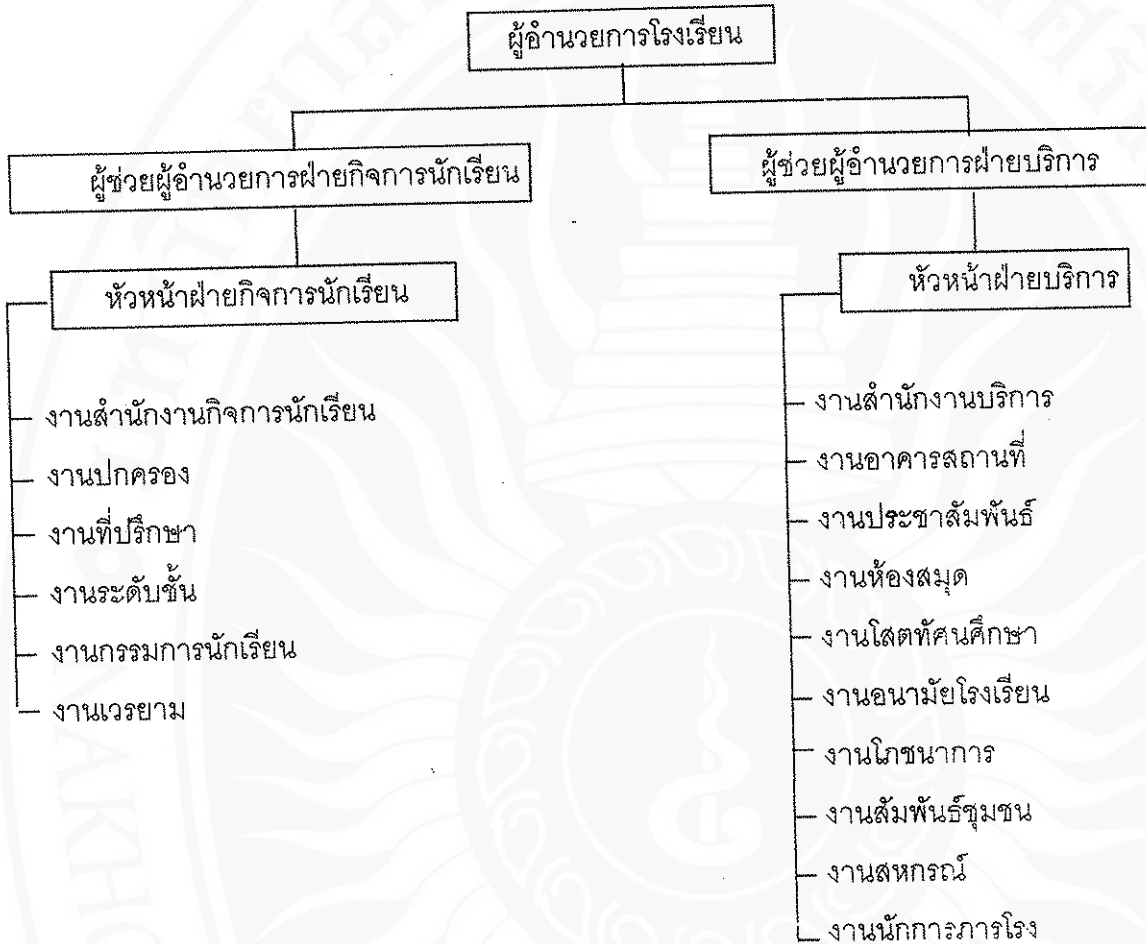 ผู้อำนวยการโรงเรียน
ผู้ช่วยผู้อำนวยการฝ่ายกิจการนักเรียน
ผู้ช่วยผู้อำนวยการฝ่ายบริการ
หัวหน้าฝ่ายกิจการนักเรียน
หัวหน้าฝ่ายบริการ
งานสำนักงานกิจการนักเรียน
งานปกครอง
งานที่ปรึกษา
งานระดับชั้น
งานกรรมการนักเรียน
งานเวรยาม
งานสำนักงานบริการ
งานอาคารสถานที่
งานประชาสัมพันธ์
งานห้องสมุด
งานโสตทัศนศึกษา
งานอนามัยโรงเรียน
งานโภชนาการ
งานสัมพันธ์ชุมชน
งานสหกรณ์
งานนักการภารโรง
NAKHO